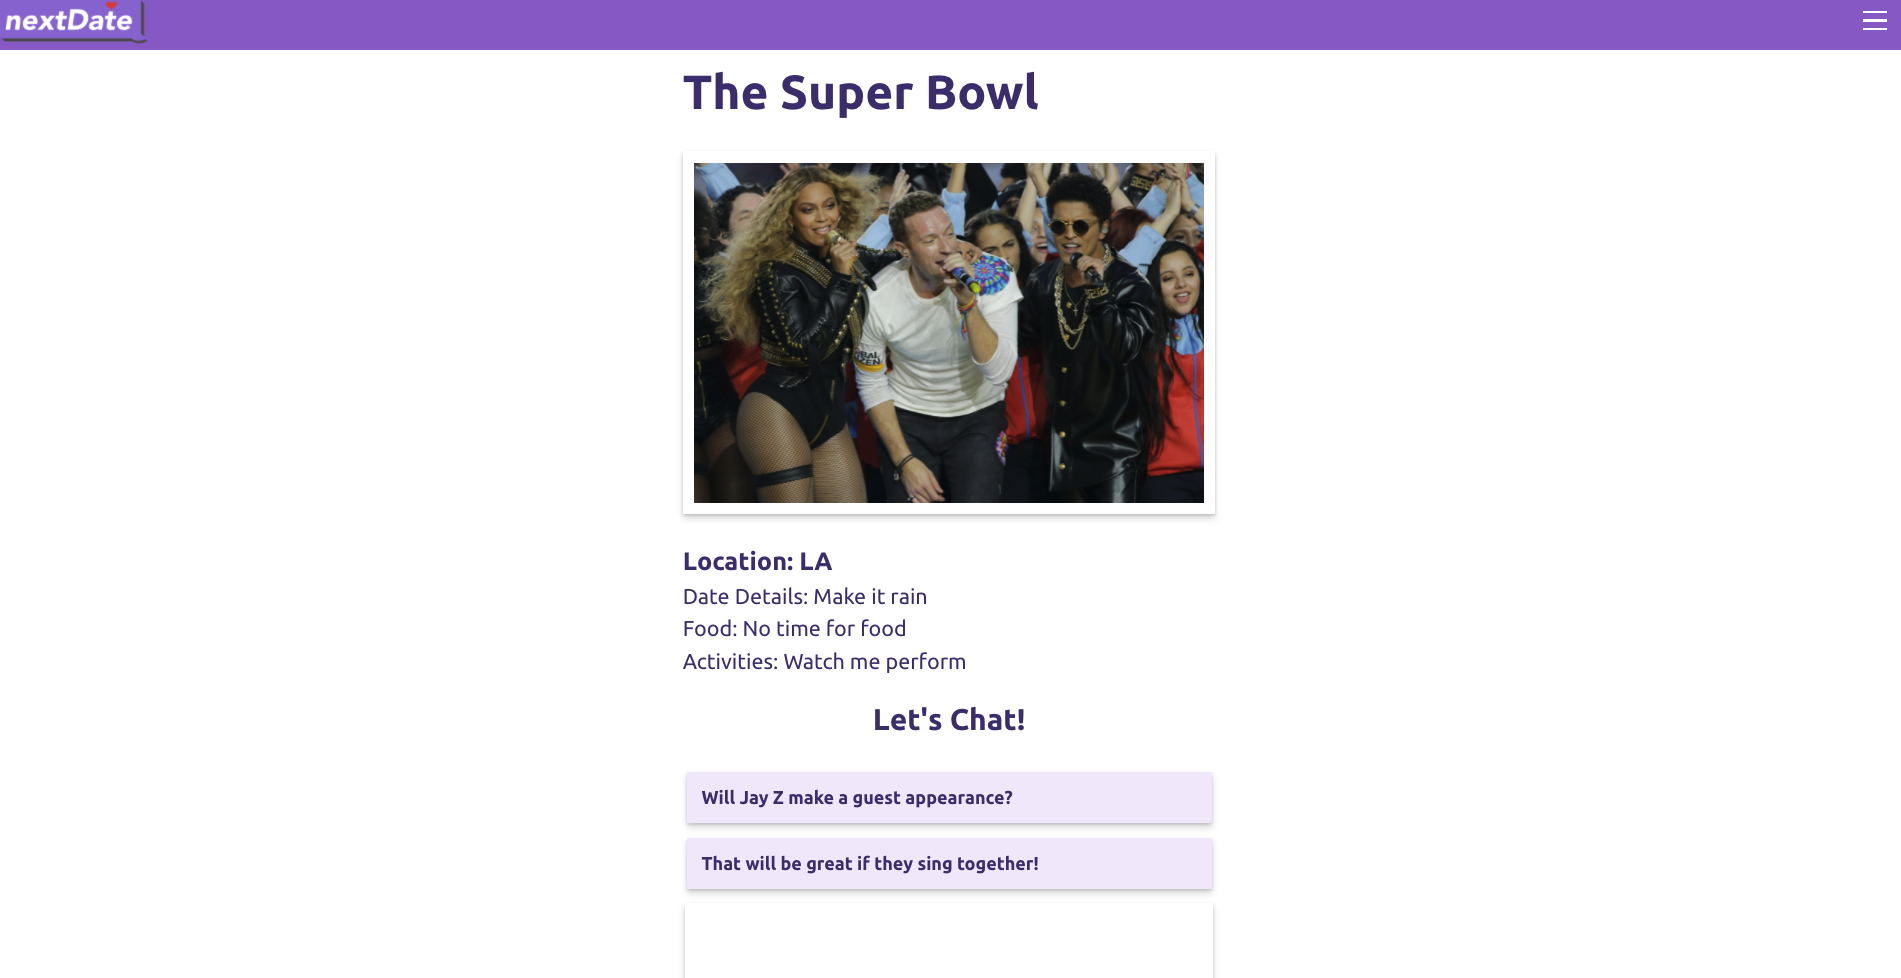 nextDate
The Super Bowl
Location: LA
Date Details: Make it rain
Food: No time for food
Activities: Watch me perform
Let's Chat!
Will Jay Z make a guest appearance?
That will be great if they sing together!